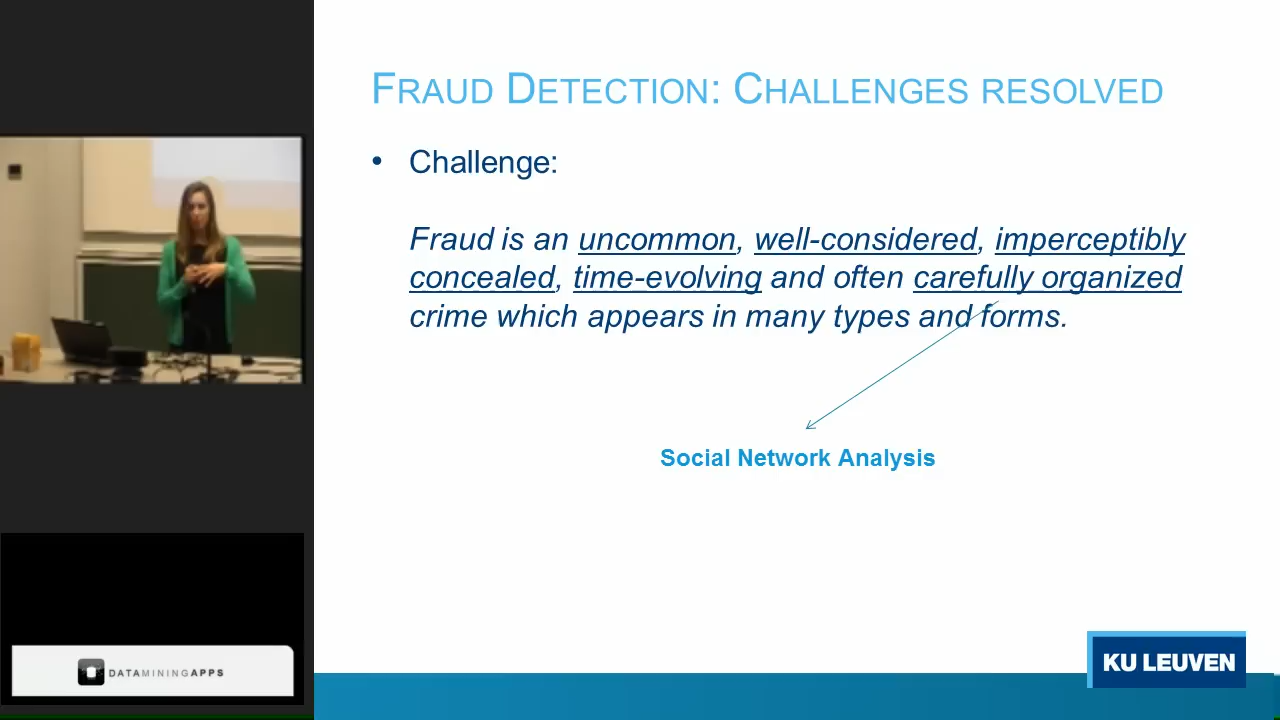 FRAUD DETECTION: CHALLENGES RESOLVED
• Challenge:
Fraud is an uncommon, well-considered, imperceptibly
concealed, time-evolving and often carefully organized
crime which appears in many types and forms.
Social Network Analysis
KU LEUVEN
DATAMININGAPPS